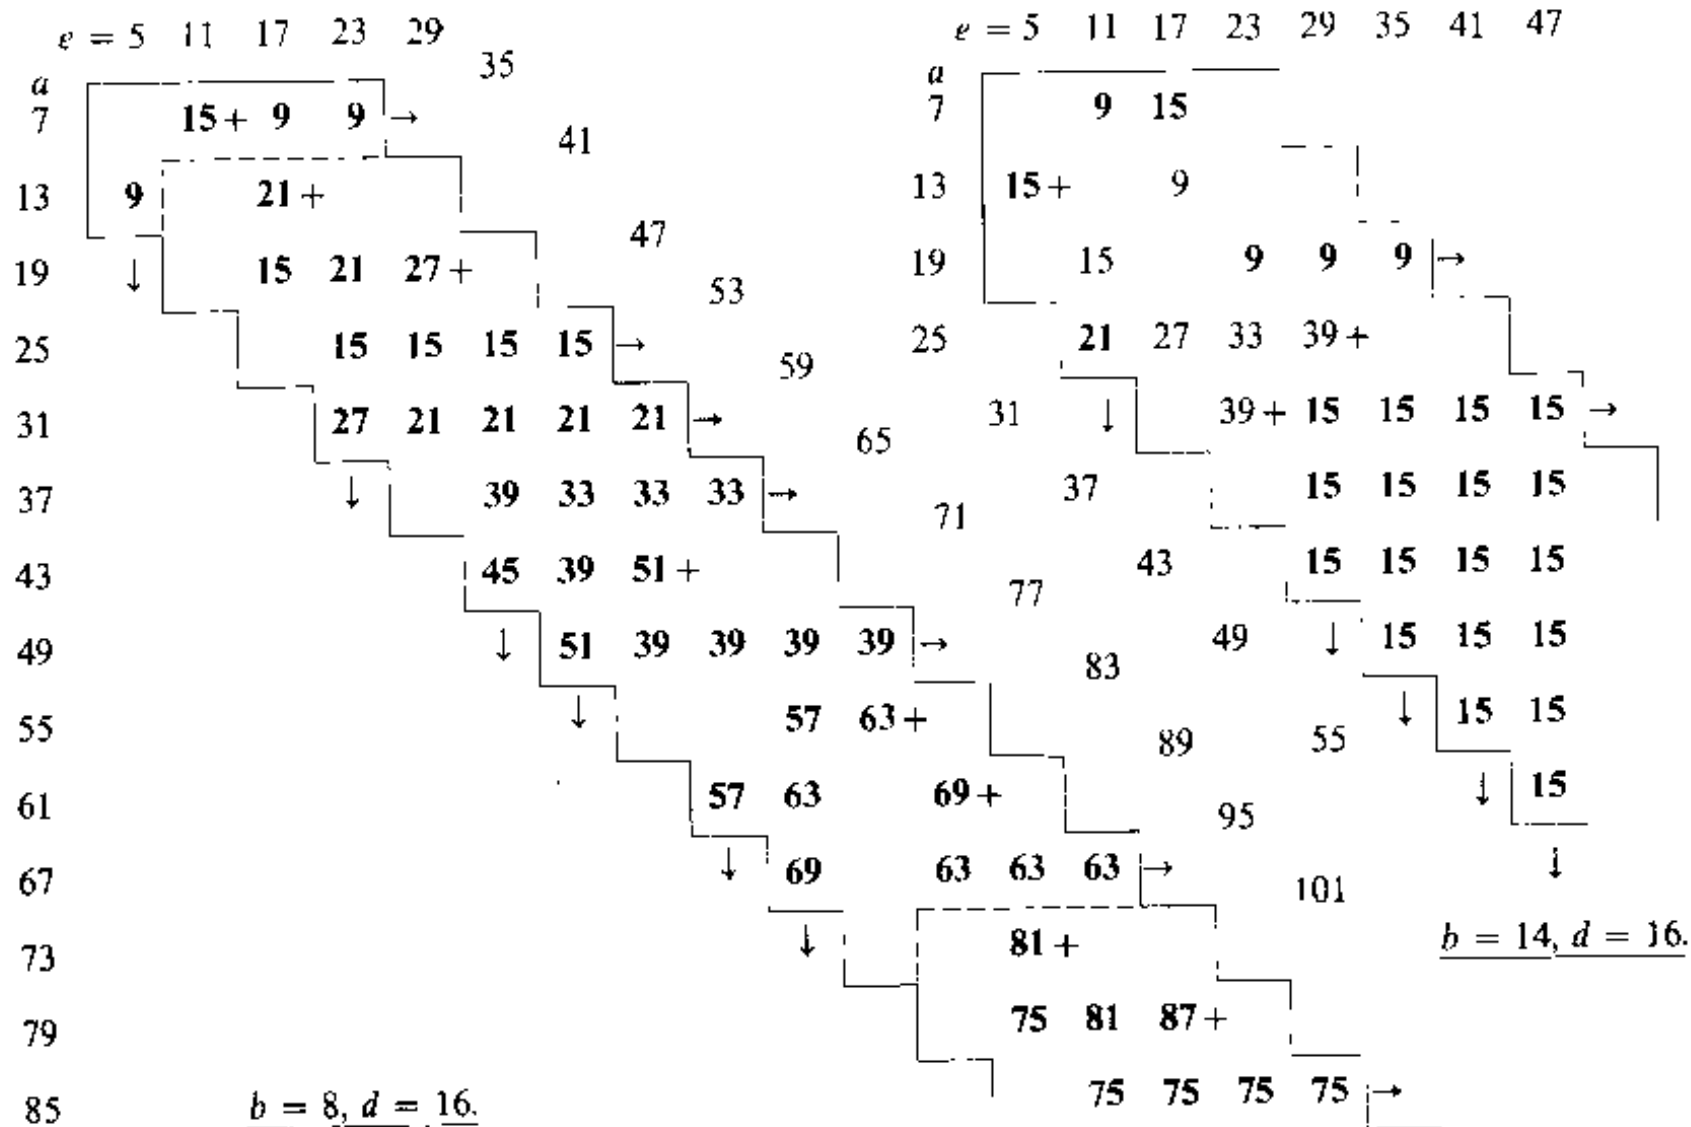 e = 5 11 17 23 29 35 41 47 53 59 65 71 77 83 89 95 101
a
7 15 + 9 9 →
13 9 21 +
19 ↓ 15 21 27 +
25 15 15 15 15 →
31 27 21 21 21 21 →
37 ↓ 39 33 33 33 →
43 45 39 51 +
49 ↓ 51 39 39 39 39 →
55 ↓ 57 63 +
61 57 63 69 +
67 ↓ 69 63 63 63 →
73 ↓ 81 +
79 75 81 87 +
85 75 75 75 75 →
b = 8, d = 16.
e = 5 11 17 23 29 35 41 47
a
7 9 15
13 15 + 9
19 15 9 9 9 →
25 21 27 33 39 +
31 ↓ 39 + 15 15 15 15 →
37 15 15 15 15
43 15 15 15 15
49 ↓ 15 15 15
55 ↓ 15 15
↓ 15
↓
b = 14, d = 16.